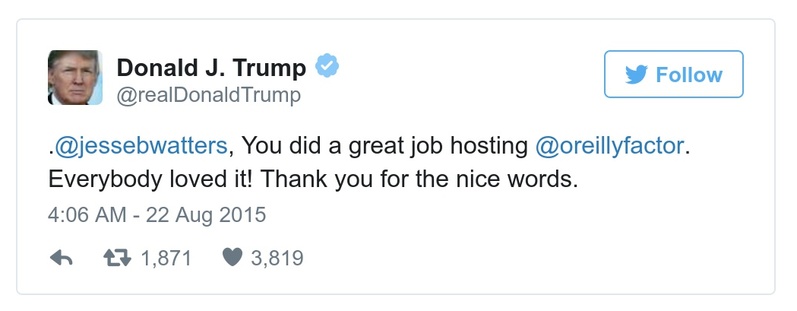 Donald J. Trump
@realDonaldTrump
Follow
.@jessebwatters, You did a great job hosting @oreillyfactor.
Everybody loved it! Thank you for the nice words.
4:06 AM - 22 Aug 2015
1,871 3,819